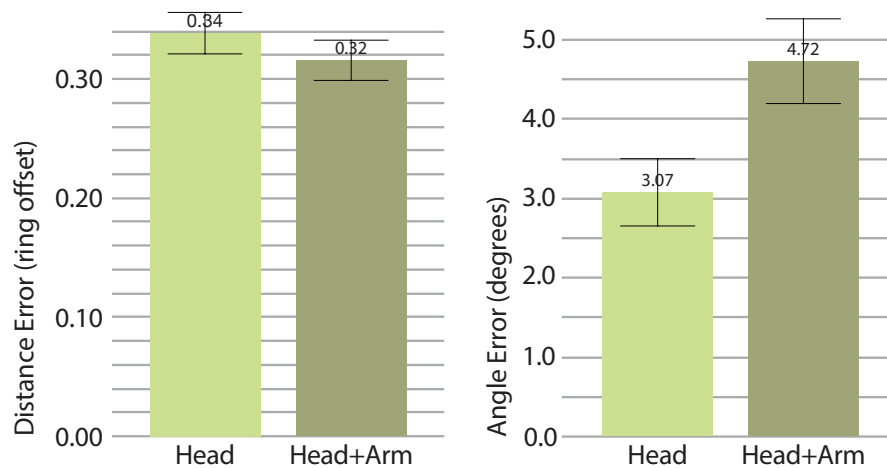 Distance Error (ring offset)
0.30
0.20
0.10
0.00
0.34
0.32
Head
Head+Arm
Angle Error (degrees)
5.0
4.0
3.0
2.0
1.0
0.0
3.07
4.72
Head
Head+Arm